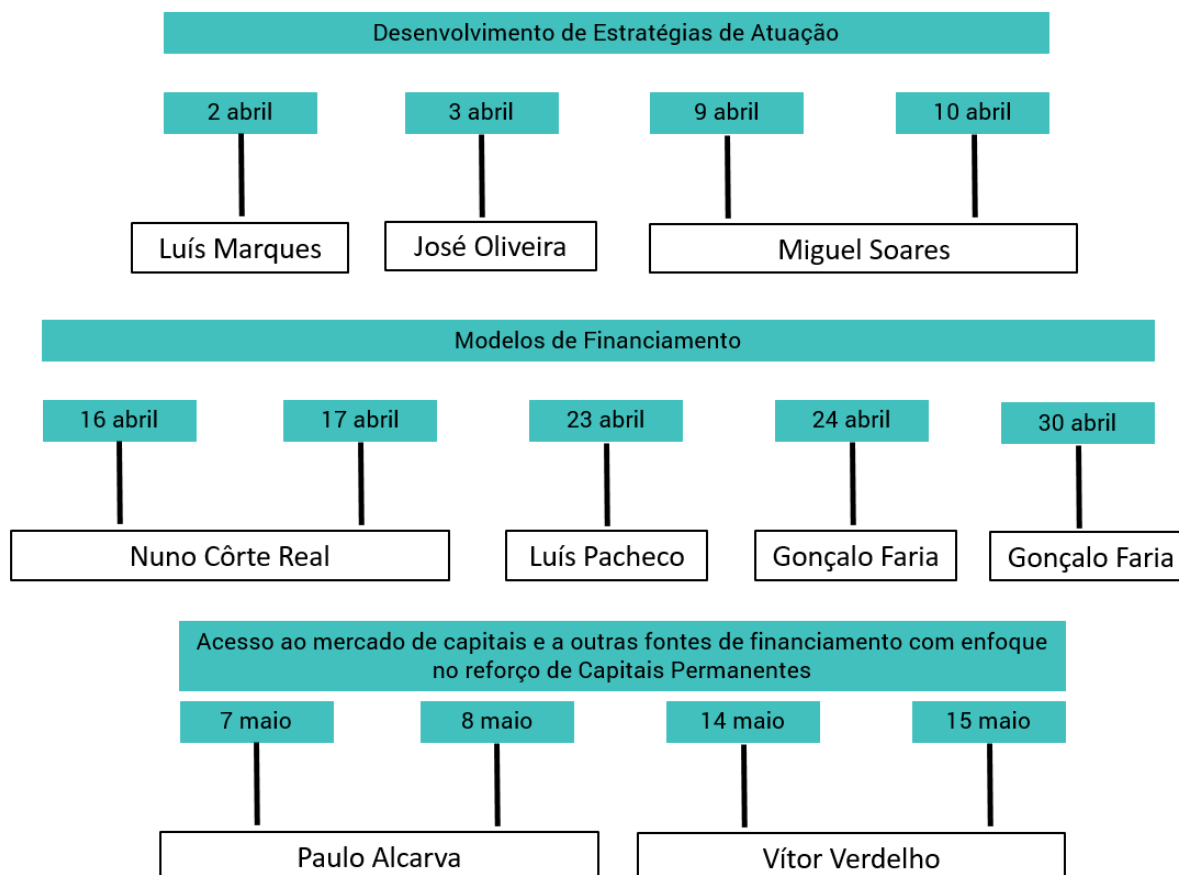 Desenvolvimento de Estratégias de Atuação
2 abril
3 abril
9 abril
10 abril
Luís Marques
José Oliveira
Miguel Soares
Modelos de Financiamento
16 abril
17 abril
23 abril
24 abril
30 abril
Nuno Côrte Real
Luís Pacheco
Gonçalo Faria
Gonçalo Faria
Acesso ao mercado de capitais e a outras fontes de financiamento com enfoque
no reforço de Capitais Permanentes
7 maio
8 maio
14 maio
15 maio
Paulo Alcarva
Vítor Verdelho